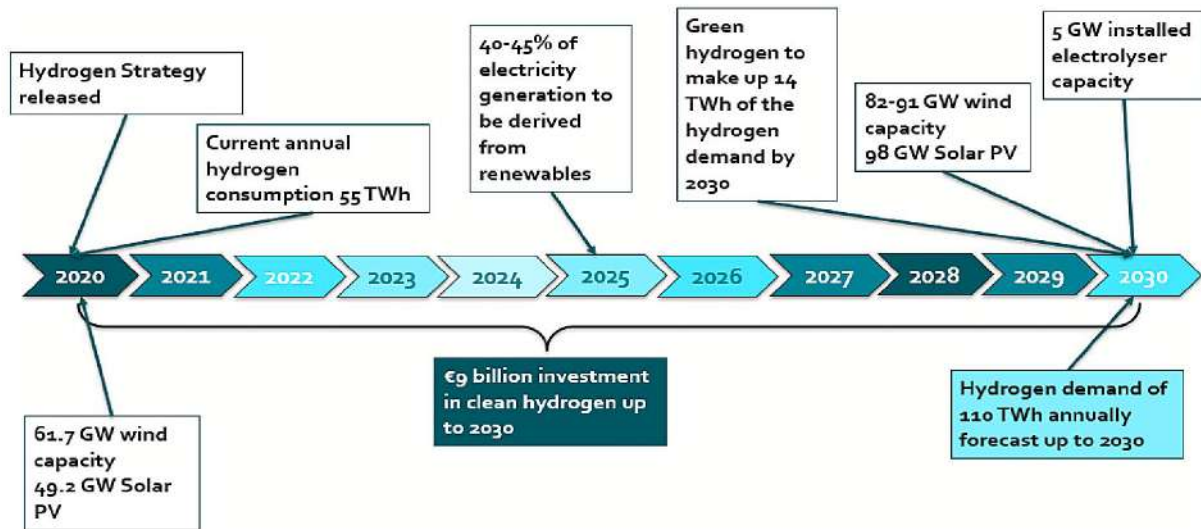 Hydrogen Strategy
released
Current annual
hydrogen
consumption 55 TWh
40-45% of
electricity
generation to
be derived
from
renewables
Green
hydrogen to
make up 14
TWh of the
hydrogen
demand by
2030
82-91 GW wind
capacity
98 GW Solar PV
5 GW installed
electrolyser
capacity
2020 2021 2022 2023 2024 2025 2026 2027 2028 2029 2030
€9 billion investment
in clean hydrogen up
to 2030
61.7 GW wind
capacity
49.2 GW Solar
PV
Hydrogen demand of
110 TWh annually
forecast up to 2030